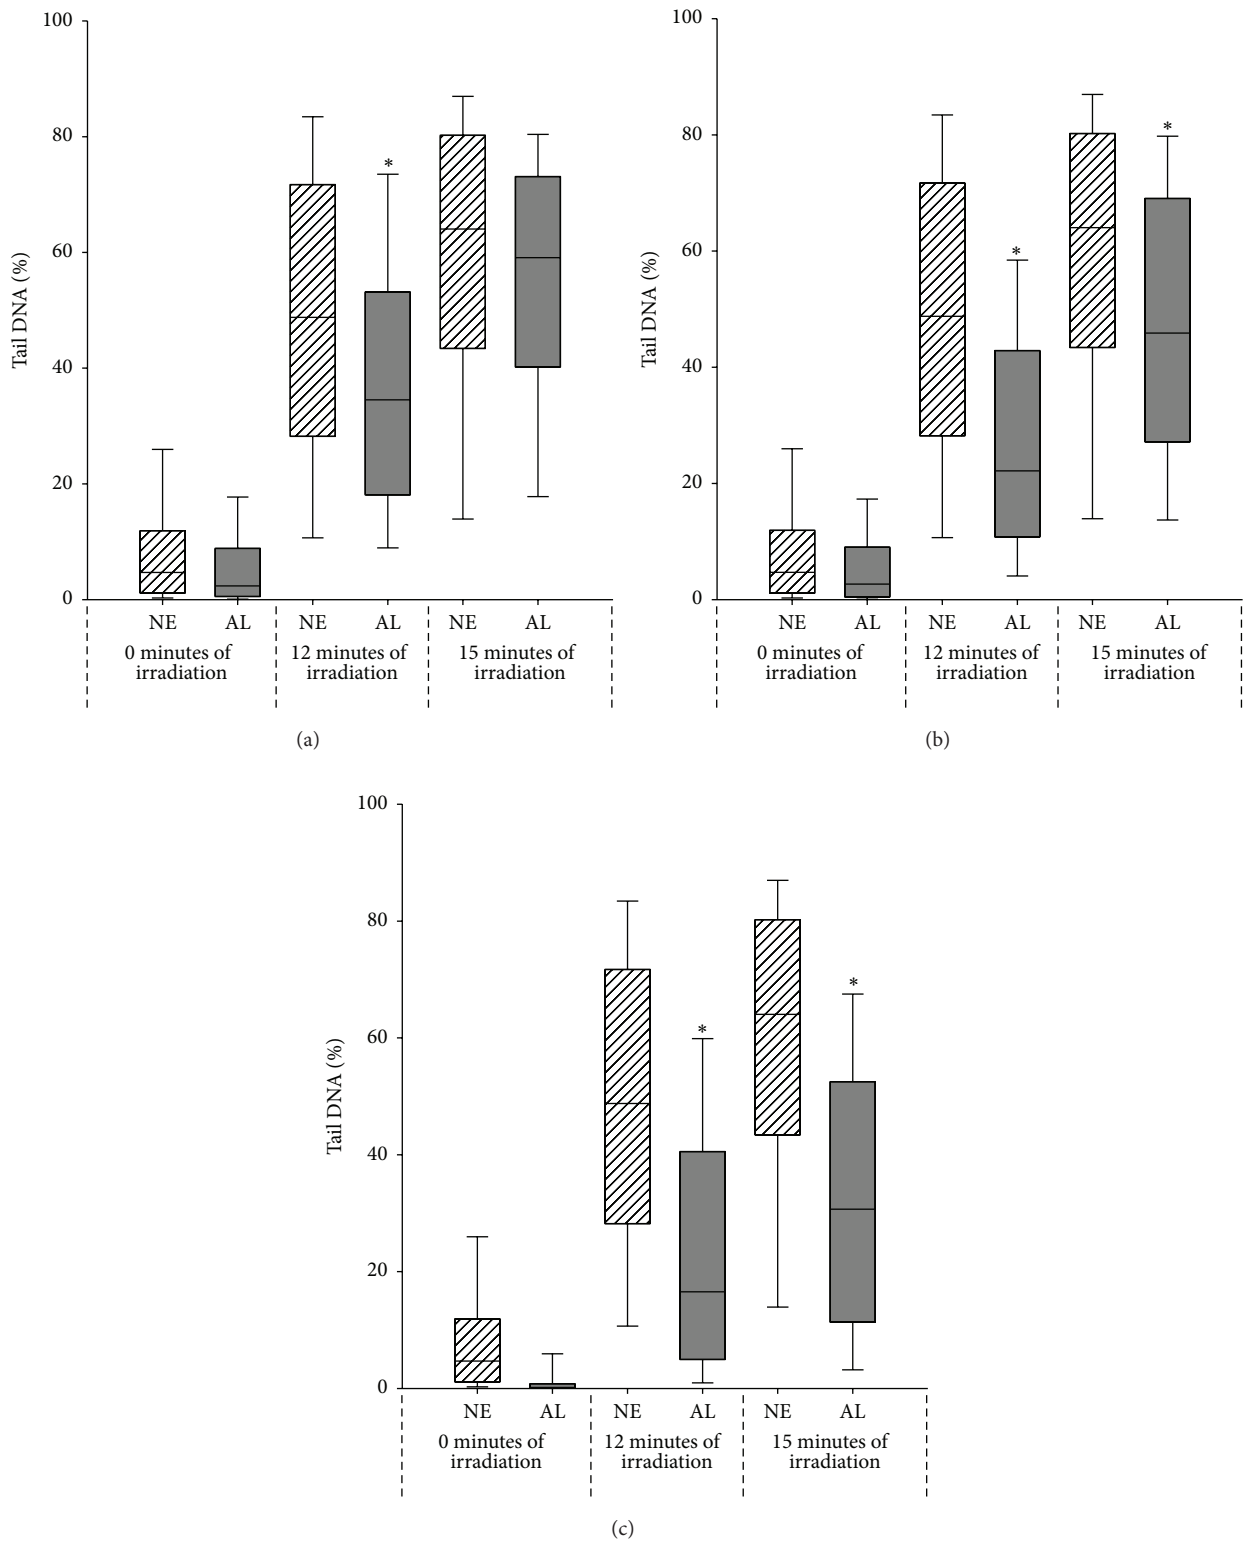 100
80
60
40
20
0
Tail DNA (%)
*
NE AL NE AL NE AL
0 minutes of irradiation
12 minutes of irradiation
15 minutes of irradiation
(a)
100
80
60
40
20
0
Tail DNA (%)
*
*
NE AL NE AL NE AL
0 minutes of irradiation
12 minutes of irradiation
15 minutes of irradiation
(b)
100
80
60
40
20
0
Tail DNA (%)
*
*
NE AL NE AL NE AL
0 minutes of irradiation
12 minutes of irradiation
15 minutes of irradiation
(c)